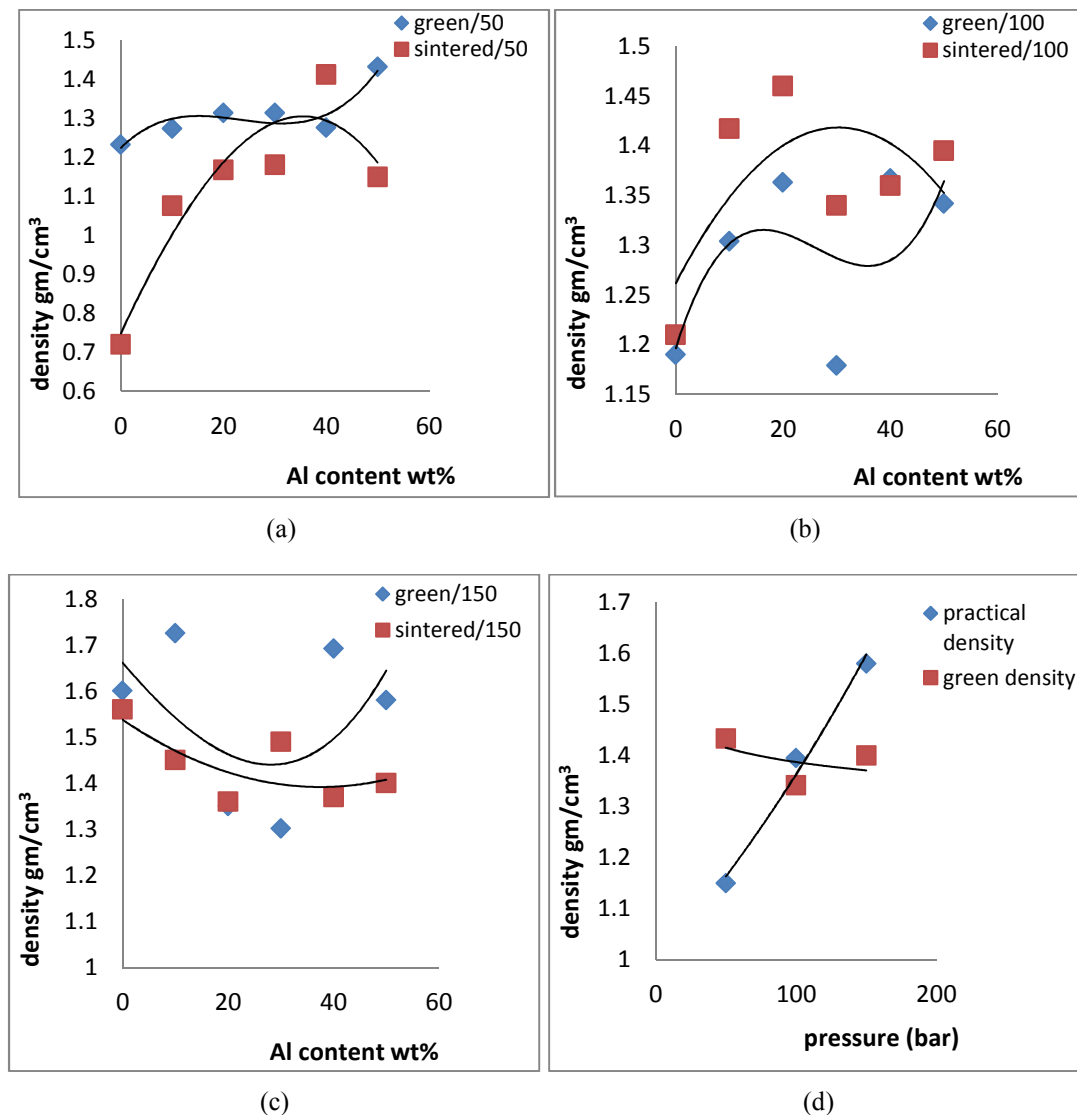 green/50
sintered/50
1.5
1.4
1.3
1.2
1.1
1
0.9
0.8
0.7
0.6
density gm/cm³
0 20 40 60
Al content wt%
(a)
green/100
sintered/100
1.5
1.45
1.4
1.35
1.3
1.25
1.2
1.15
density gm/cm³
0 20 40 60
Al content wt%
(b)
green/150
sintered/150
1.8
1.7
1.6
1.5
1.4
1.3
1.2
1.1
1
density gm/cm³
0 20 40 60
Al content wt%
(c)
practical
density
green density
1.7
1.6
1.5
1.4
1.3
1.2
1.1
1
density gm/cm³
0 100 200
pressure (bar)
(d)